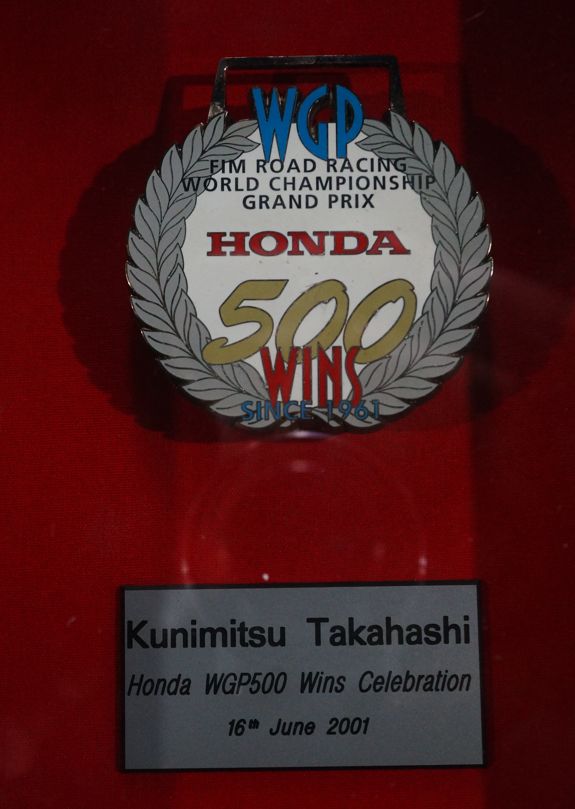 WGP
FIM ROAD RACING
WORLD CHAMPIONSHIP
GRAND PRIX
HONDA
500
WINS
SINCE 1961
Kunimitsu Takahashi
Honda WGP500 Wins Celebration
16th June 2001